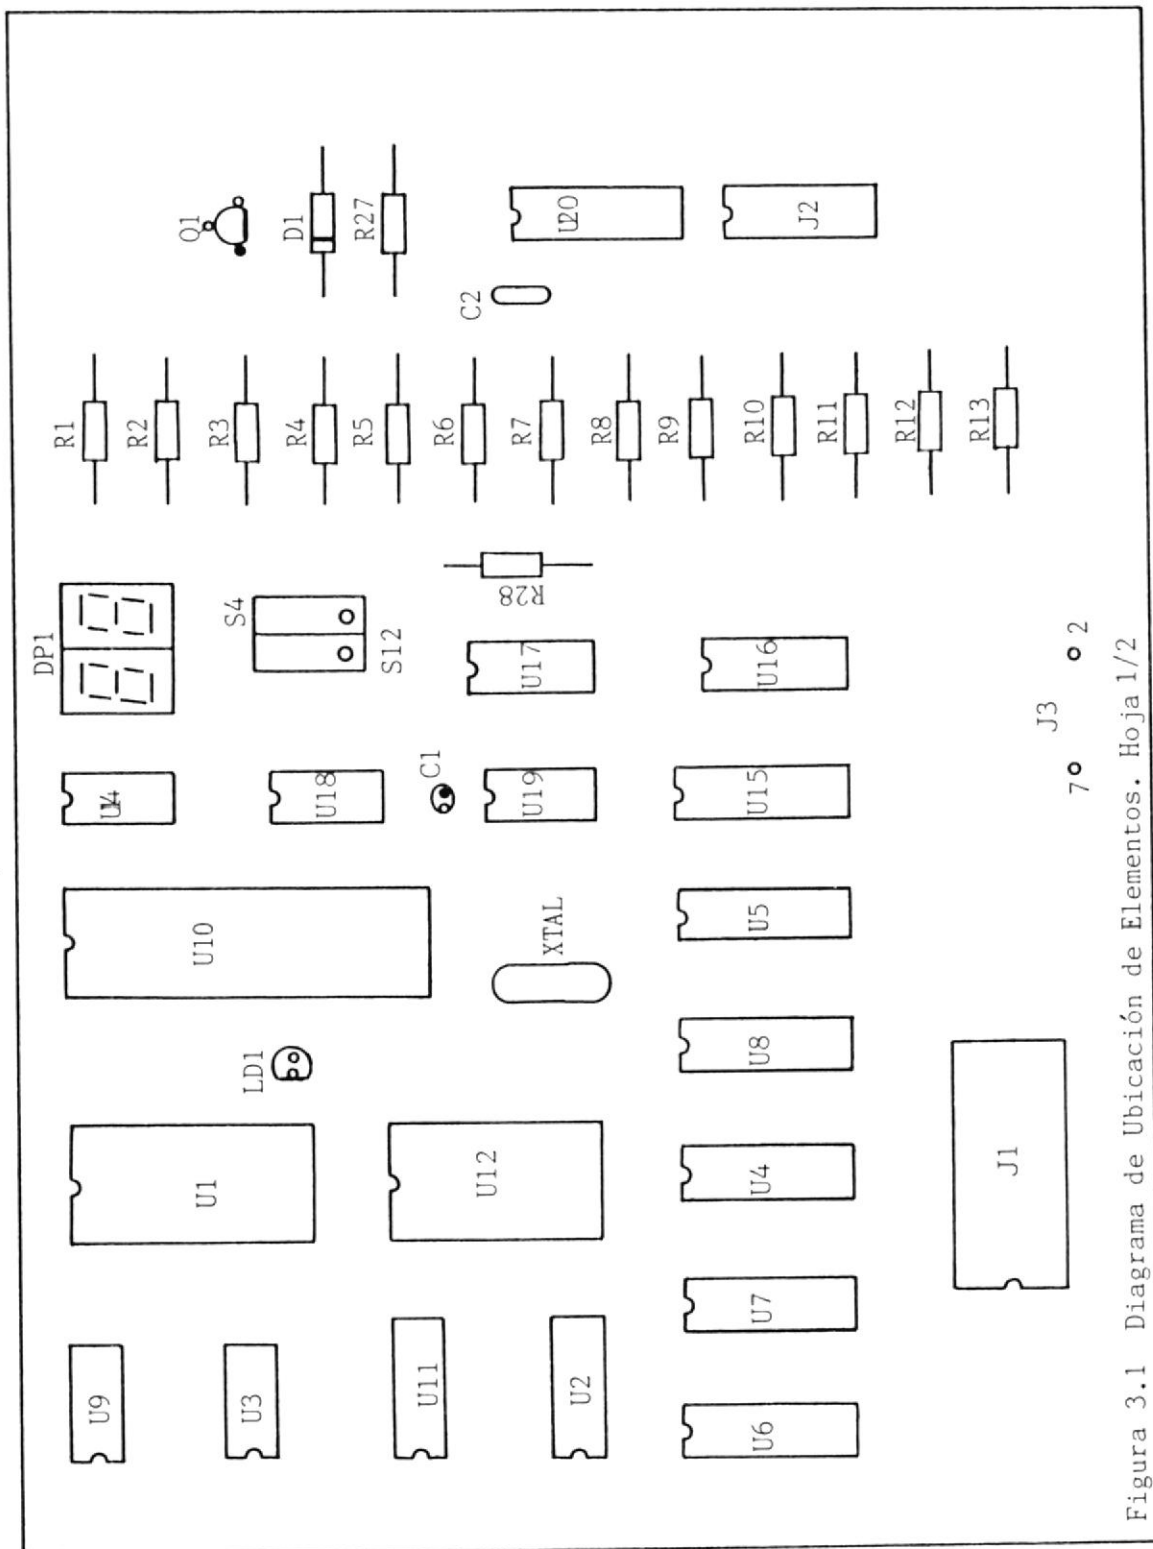 DP1
R1
U9
U14
R2
Q1
U1
U10
R3
S4
U3
LD1
R4
D1
U18
R5
R27
S12
U11
C1
R6
C2
U12
R28
R7
U19
U17
XTAL
U20
U2
R8
R9
U6
U7
U4
U8
U5
U15
U16
R10
J2
R11
R12
R13
J1
J3
7
2
Figura 3.1 Diagrama de Ubicación de Elementos. Hoja 1/2